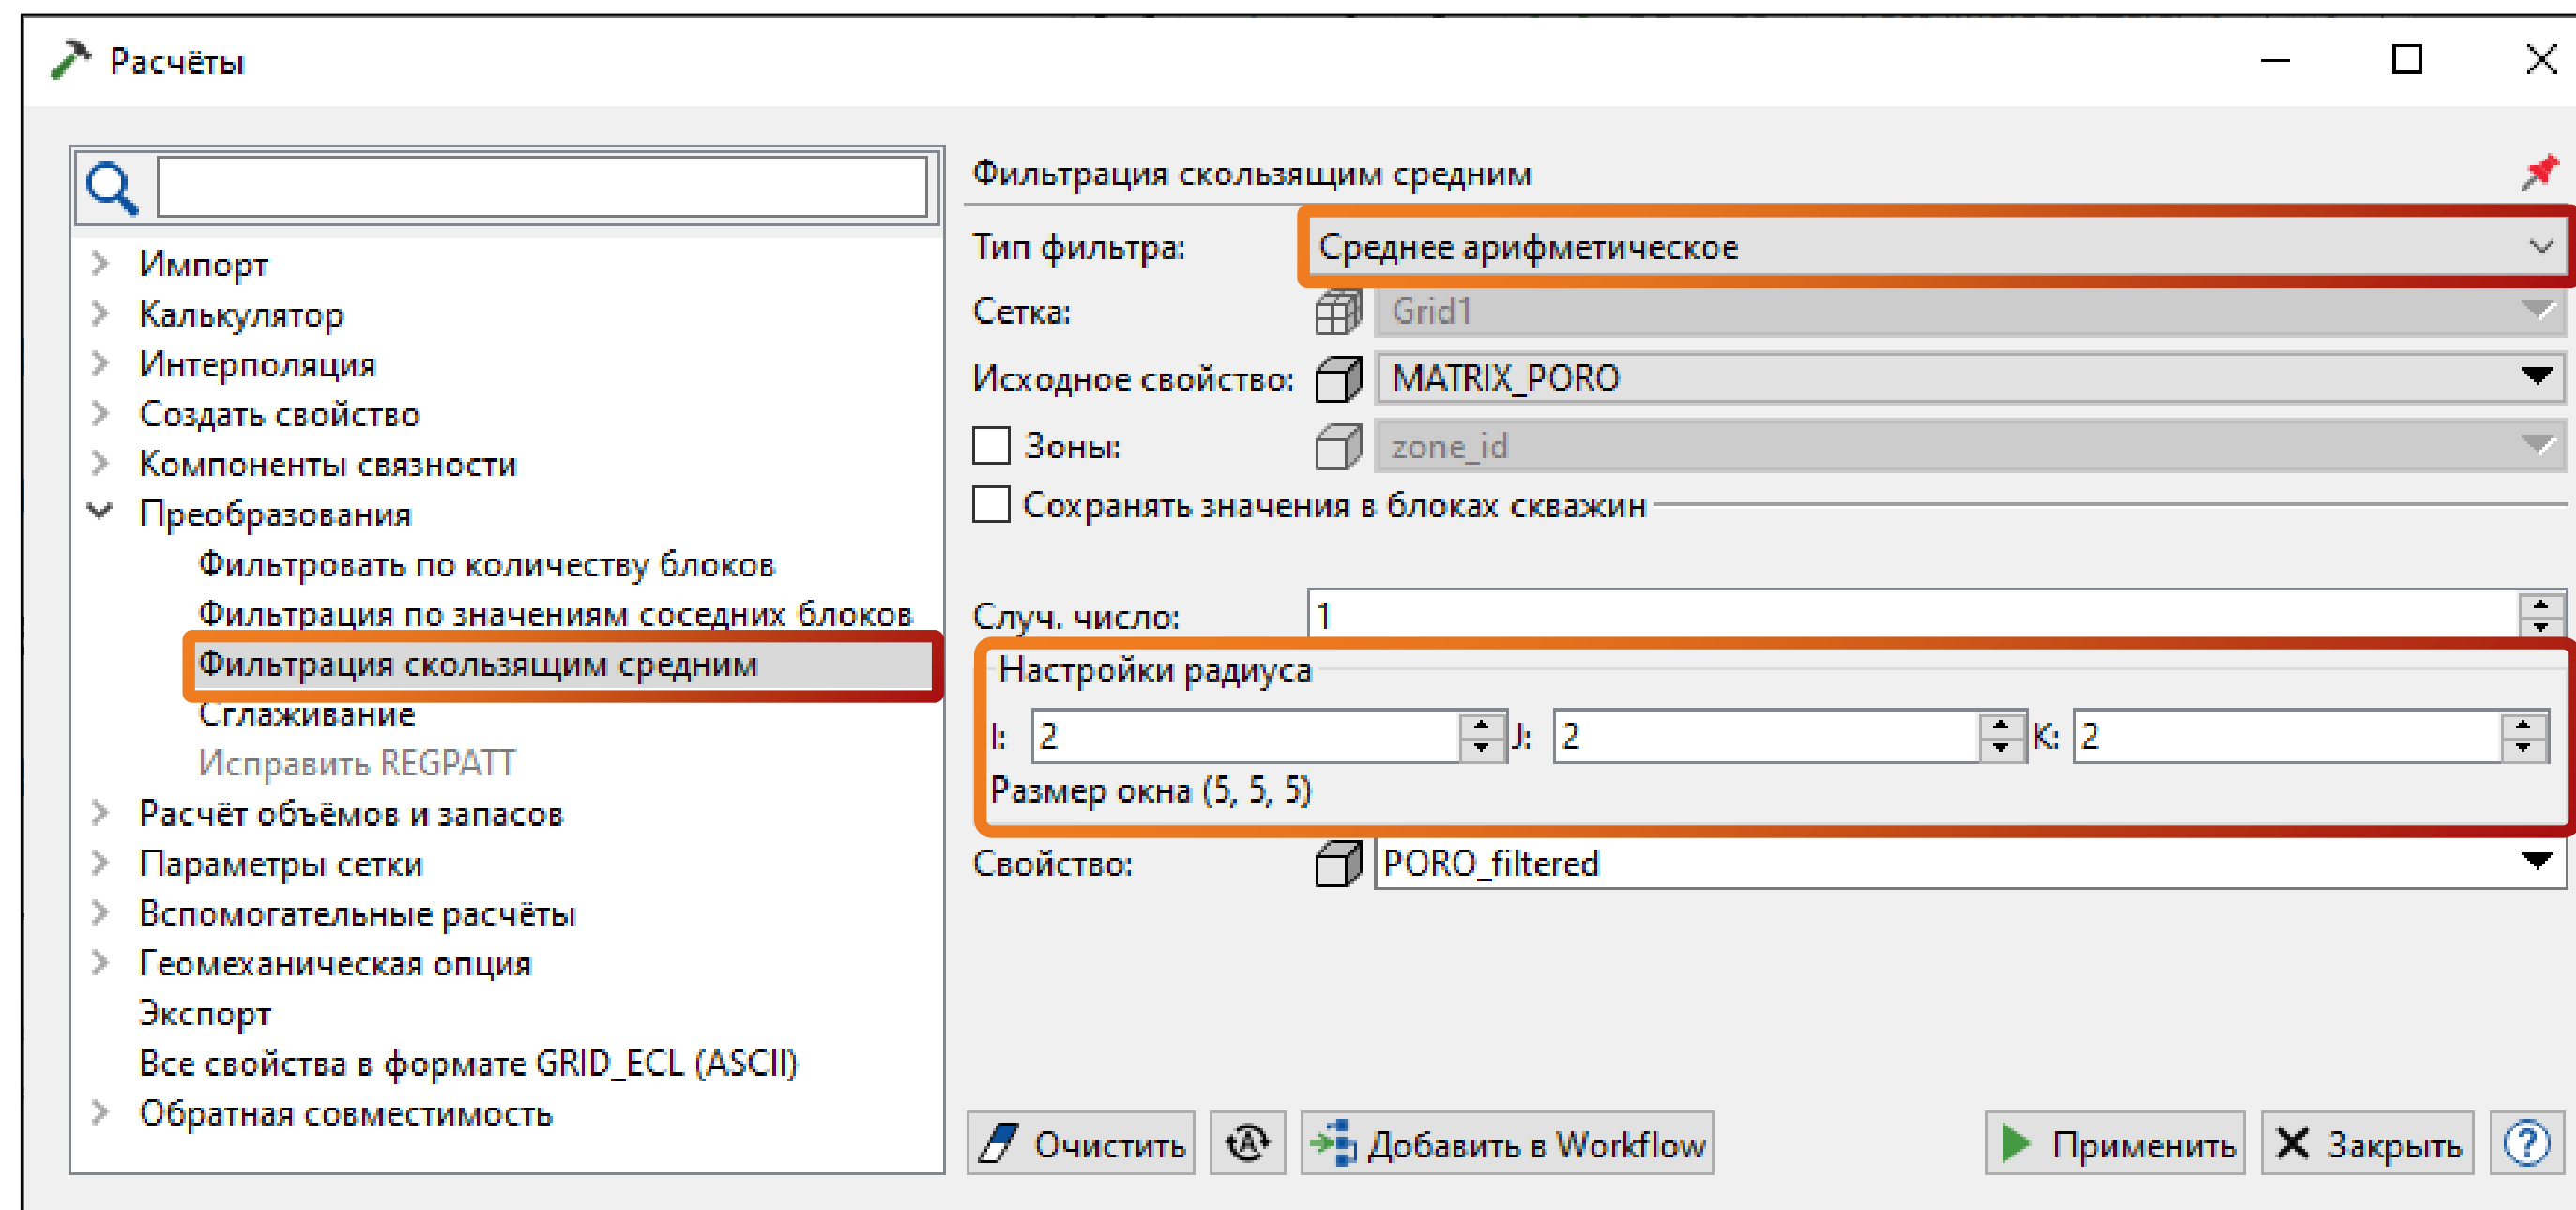 Расчёты
Импорт
Калькулятор
Интерполяция
Создать свойство
Компоненты связности
Преобразования
Фильтровать по количеству блоков
Фильтрация по значениям соседних блоков
Фильтрация скользящим средним
Сглаживание
Исправить REGPATT
Расчёт объёмов и запасов
Параметры сетки
Вспомогательные расчёты
Геомеханическая опция
Экспорт
Все свойства в формате GRID_ECL (ASCII)
Обратная совместимость
Фильтрация скользящим средним
Тип фильтра: Среднее арифметическое
Сетка: Grid1
Исходное свойство: MATRIX_PORO
Зоны: zone_id
Сохранять значения в блоках скважин
Случ. число: 1
Настройки радиуса
I: 2 J: 2 K: 2
Размер окна (5, 5, 5)
Свойство: PORO_filtered
Очистить A Добавить в Workflow Применить Закрыть ?